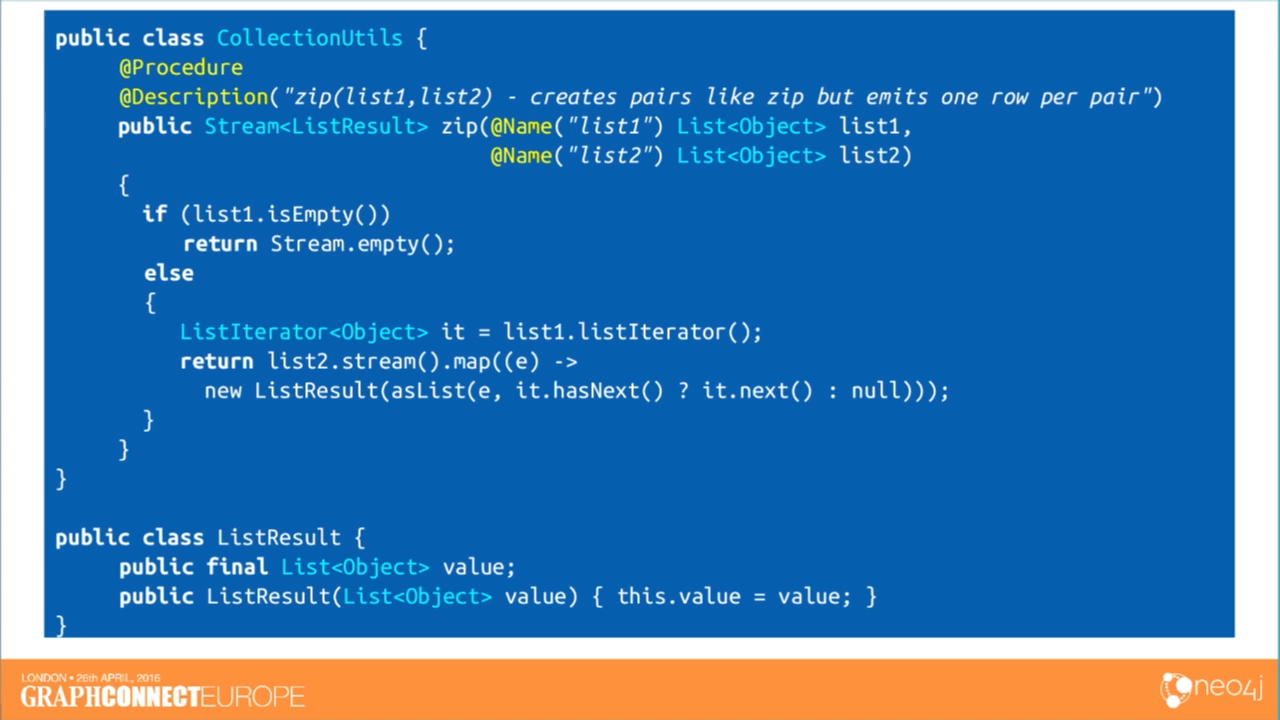 public class CollectionUtils {
@Procedure
@Description("zip(list1,list2) - creates pairs like zip but emits one row per pair")
public Stream<ListResult> zip(@Name("list1") List<Object> list1,
@Name("list2") List<Object> list2)
{
if (list1.isEmpty())
return Stream.empty();
else
{
ListIterator<Object> it = list1.listIterator();
return list2.stream().map((e) ->
new ListResult(asList(e, it.hasNext() ? it.next() : null)));
}
}
}
public class ListResult {
public final List<Object> value;
public ListResult(List<Object> value) { this.value = value; }
}
LONDON • 26th APRIL, 2016
GRAPHCONNECTEUROPE
neo4j